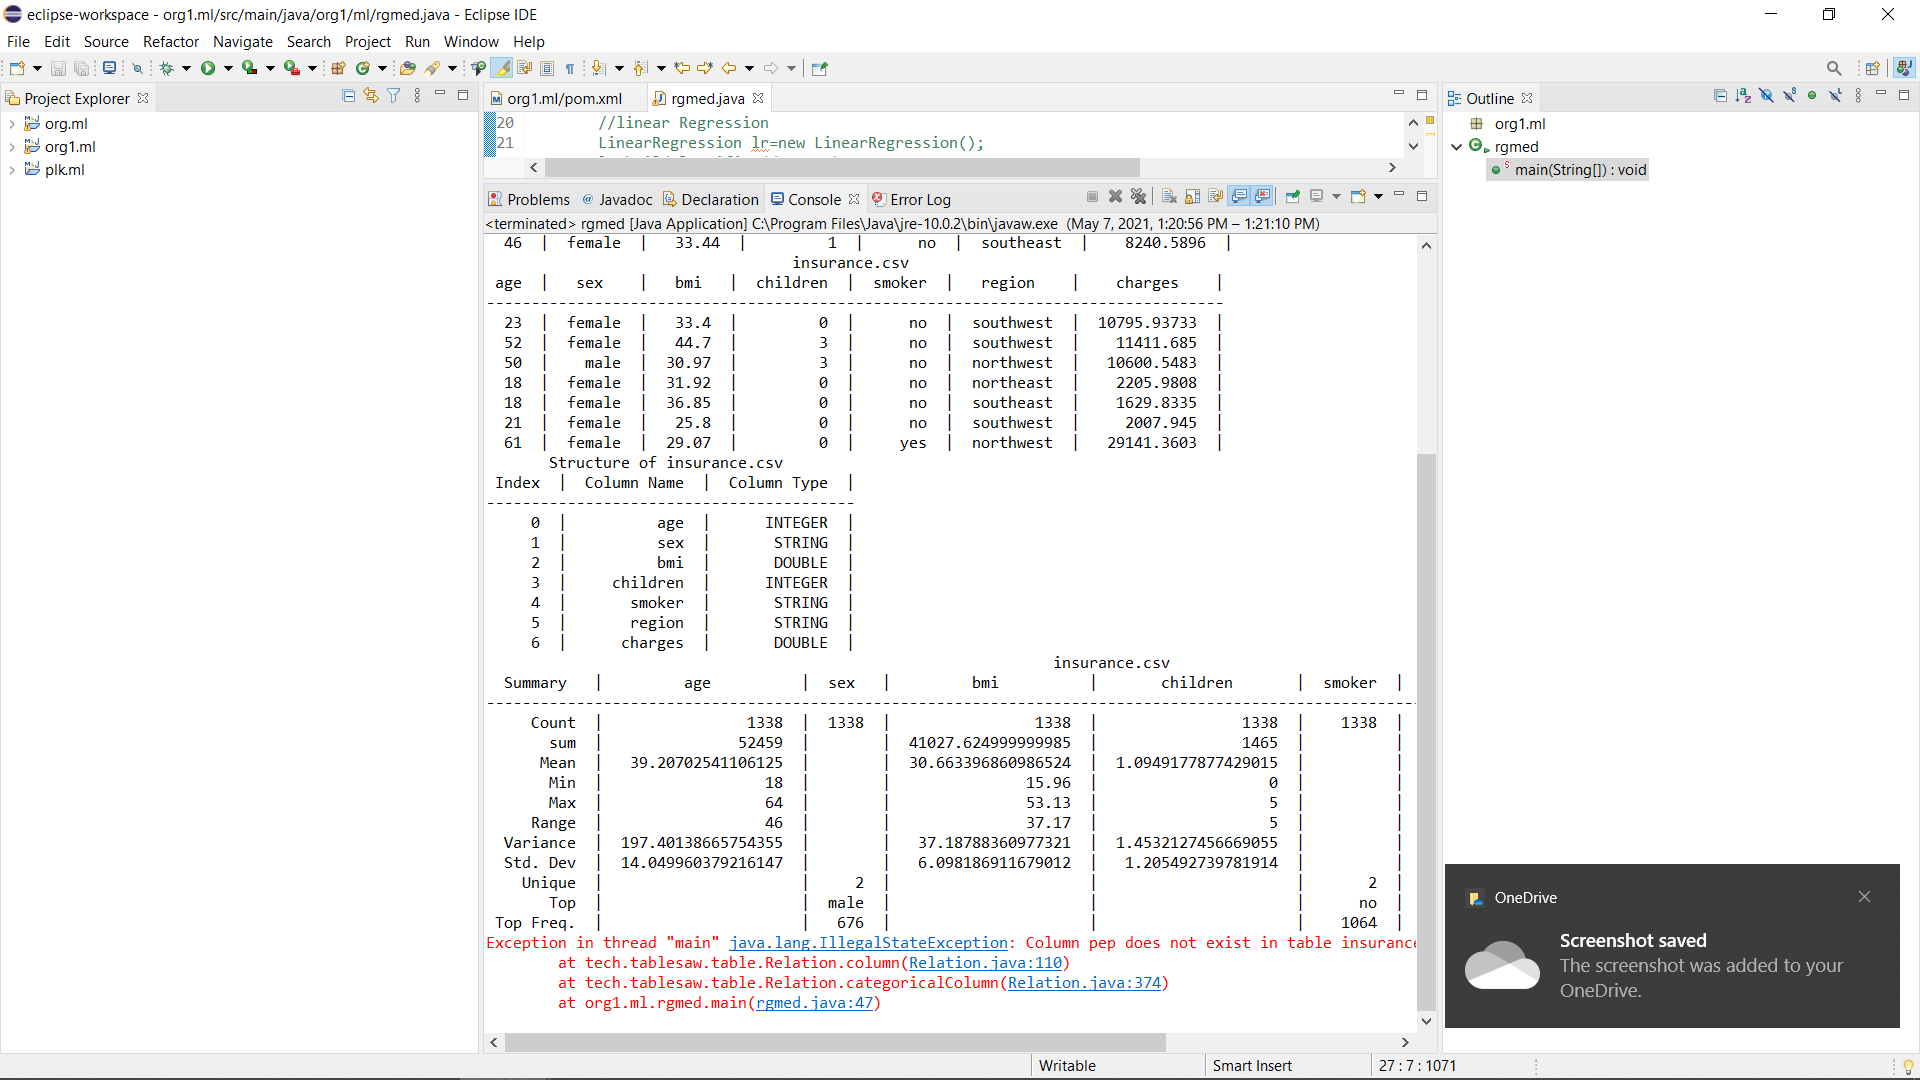 eclipse-workspace - org1.ml/src/main/java/org1/ml/rgmed.java - Eclipse IDE
File Edit Source Refactor Navigate Search Project Run Window Help
Project Explorer
org.ml
org1.ml
plk.ml
org1.ml/pom.xml rgmed.java
20 //linear Regression
21 LinearRegression lr=new LinearRegression();
Problems @ Javadoc Declaration Console Error Log
<terminated> rgmed [Java Application] C:\Program Files\Java\jre-10.0.2\bin\javaw.exe (May 7, 2021, 1:20:56 PM – 1:21:10 PM)
46 | female | 33.44 | 1 | no | southeast | 8240.5896 |
insurance.csv
age | sex | bmi | children | smoker | region | charges |
23 | female | 33.4 | 0 | no | southwest | 10795.93733 |
52 | female | 44.7 | 3 | no | southwest | 11411.685 |
50 | male | 30.97 | 3 | no | northwest | 10600.5483 |
18 | female | 31.92 | 0 | no | northeast | 2205.9808 |
18 | female | 36.85 | 0 | no | southeast | 1629.8335 |
21 | female | 25.8 | 0 | no | southwest | 2007.945 |
61 | female | 29.07 | 0 | yes | northwest | 29141.3603 |
Structure of insurance.csv
Index | Column Name | Column Type |
0 | age | INTEGER |
1 | sex | STRING |
2 | bmi | DOUBLE |
3 | children | INTEGER |
4 | smoker | STRING |
5 | region | STRING |
6 | charges | DOUBLE |
insurance.csv
Summary | age | sex | bmi | children | smoker |
Count | 1338 | 1338 | 1338 | 1338 | 1338 |
sum | 52459 | | 41027.624999999985 | 1465 | |
Mean | 39.20702541106125 | | 30.663396860986524 | 1.0949177877429015 | |
Min | 18 | | 15.96 | 0 | |
Max | 64 | | 53.13 | 5 | |
Range | 46 | | 37.17 | 5 | |
Variance | 197.40138665754355 | | 37.18788360977321 | 1.4532127456669055 | |
Std. Dev | 14.049960379216147 | | 6.098186911679012 | 1.205492739781914 | |
Unique | | 2 | | | 2 |
Top | | male | | | no |
Top Freq. | | 676 | | | 1064 |
Exception in thread "main" java.lang.IllegalStateException: Column pep does not exist in table insurance
at tech.tablesaw.table.Relation.column(Relation.java:110)
at tech.tablesaw.table.Relation.categoricalColumn(Relation.java:374)
at org1.ml.rgmed.main(rgmed.java:47)
Outline
org1.ml
rgmed
main(String[]) : void
OneDrive
Screenshot saved
The screenshot was added to your
OneDrive.
Writable Smart Insert 27 : 7 : 1071